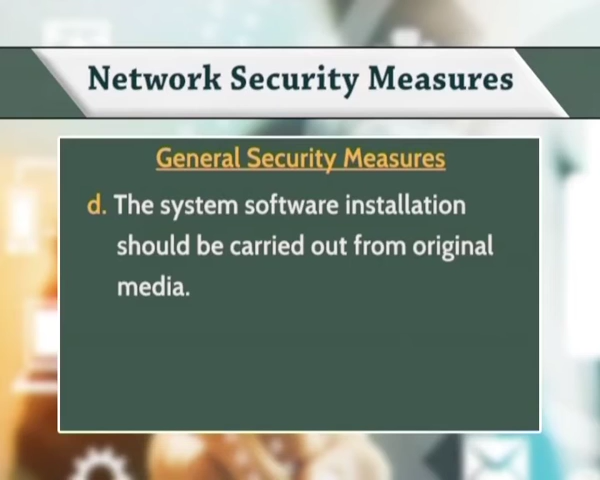 Network Security Measures
General Security Measures
d. The system software installation
should be carried out from original
media.